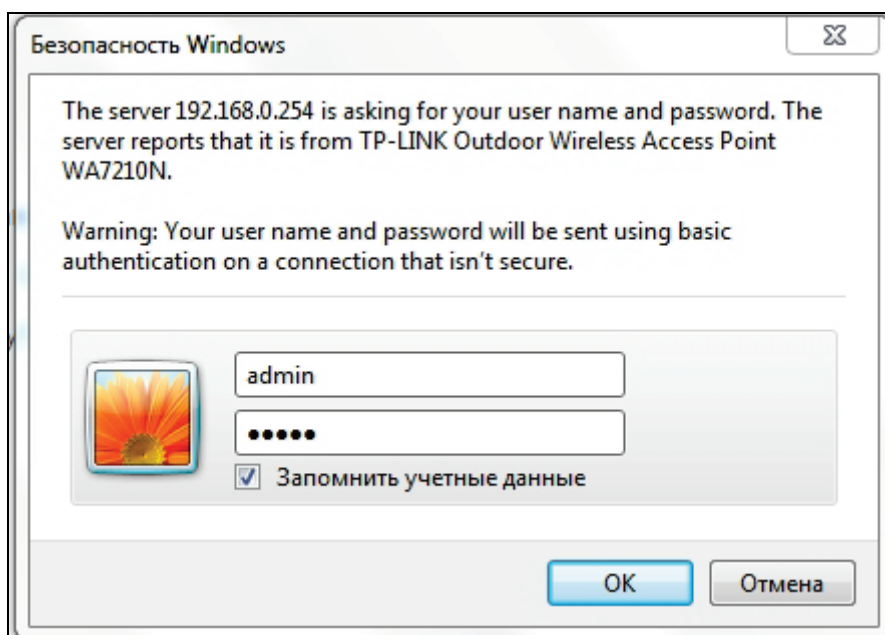 Безопасность Windows
The server 192.168.0.254 is asking for your user name and password. The
server reports that it is from TP-LINK Outdoor Wireless Access Point
WA7210N.
Warning: Your user name and password will be sent using basic
authentication on a connection that isn't secure.
admin
●●●●●
Запомнить учетные данные
OK
Отмена